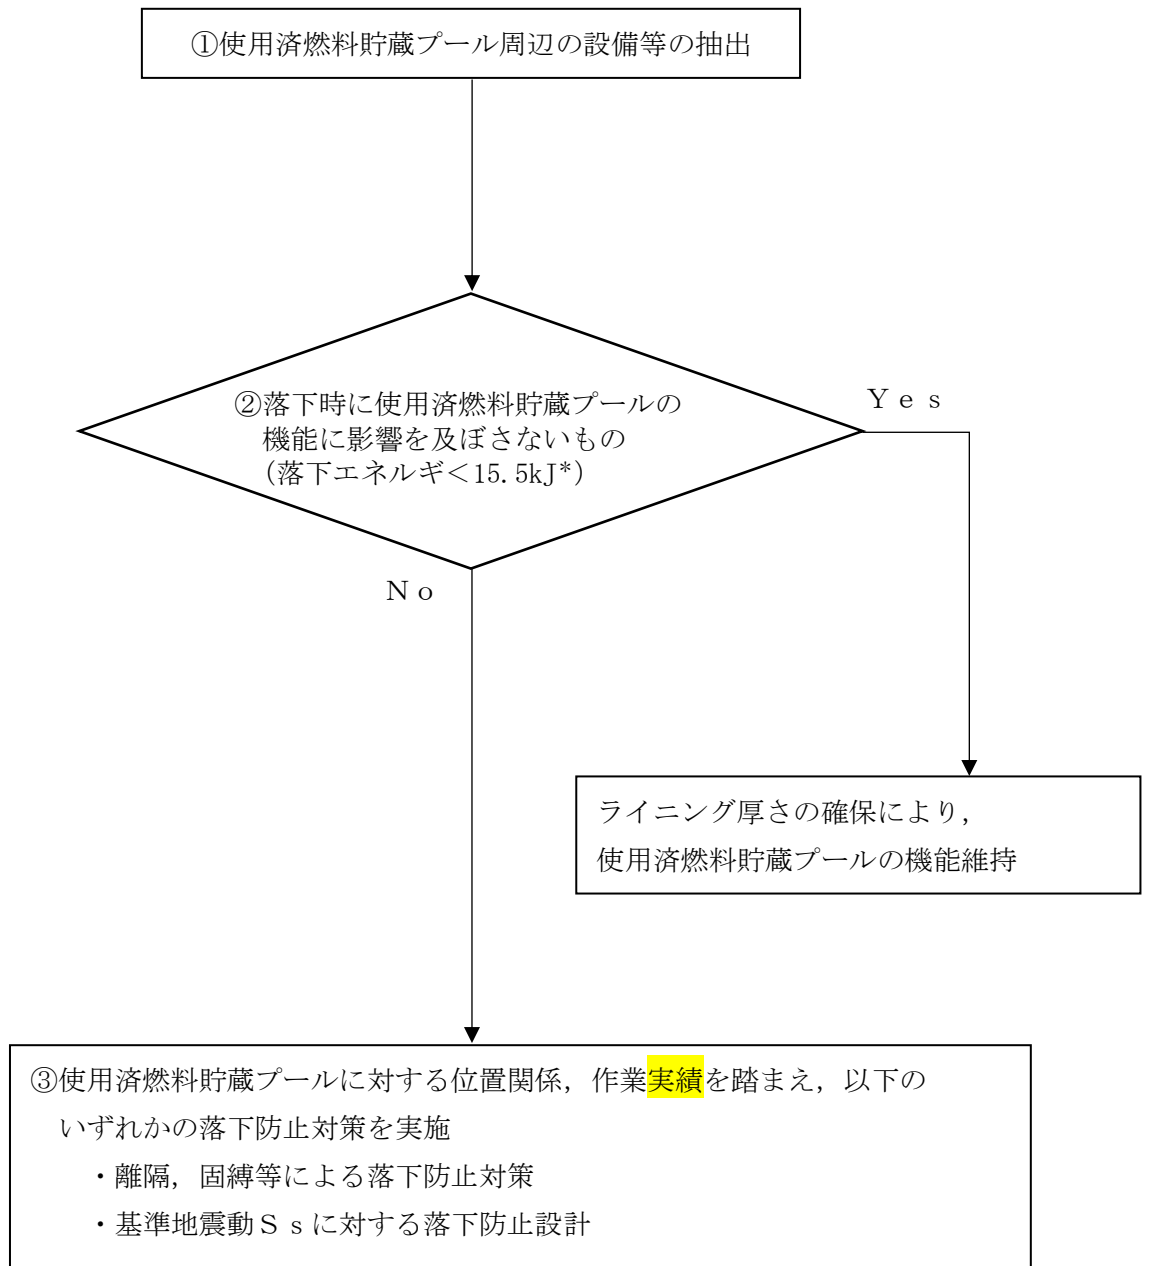 ①使用済燃料貯蔵プール周辺の設備等の抽出
②落下時に使用済燃料貯蔵プールの
機能に影響を及ぼさないもの
（落下エネルギ＜15.5kJ*）
Ｙｅｓ
Ｎｏ
ライニング厚さの確保により，
使用済燃料貯蔵プールの機能維持
③使用済燃料貯蔵プールに対する位置関係，作業実績を踏まえ，以下の
いずれかの落下防止対策を実施
・離隔，固縛等による落下防止対策
・基準地震動Ｓｓに対する落下防止設計